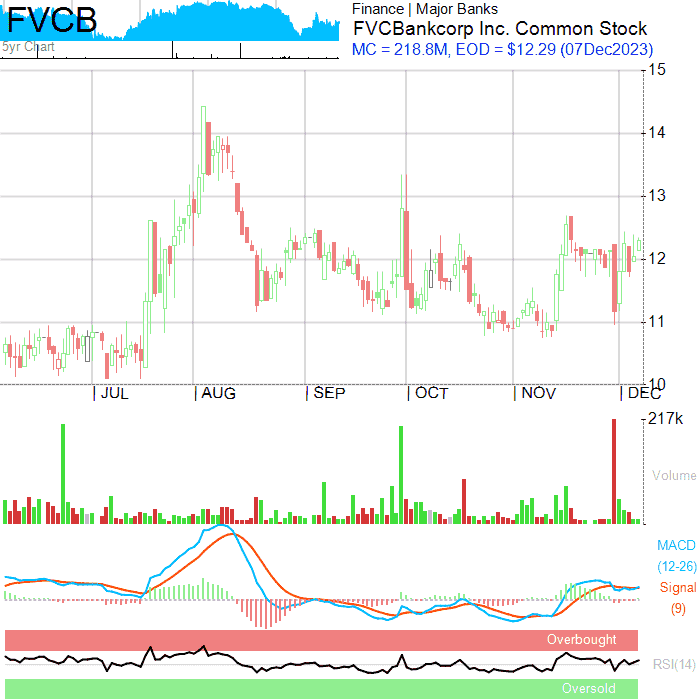 FVCB
5yr Chart
Finance | Major Banks
FVCBankcorp Inc. Common Stock
MC = 218.8M, EOD = $12.29 (07Dec2023)
15
14
13
12
11
10
JUL
AUG
SEP
OCT
NOV
DEC
217k
Volume
MACD
(12-26)
Signal
(9)
Overbought
RSI(14)
Oversold